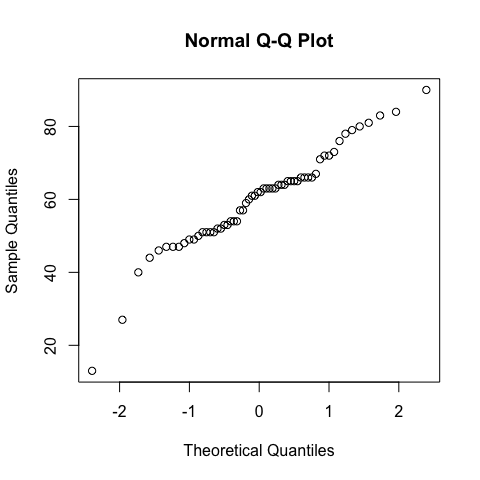 Normal Q-Q Plot
Sample Quantiles
80
60
40
20
-2 -1 0 1 2
Theoretical Quantiles